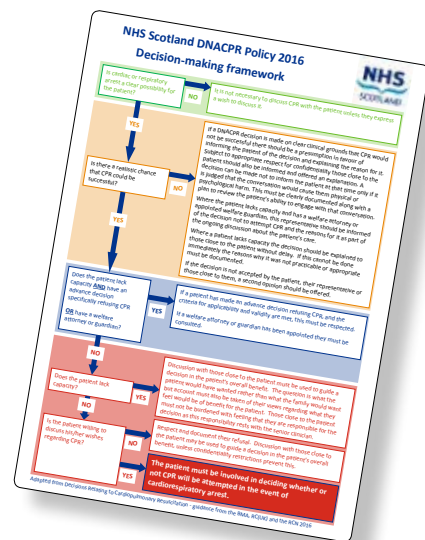 NHS Scotland DNACPR Policy 2016
Decision-making framework
NHS
SCOTLAND
Is cardiac or respiratory
arrest a clear possibility for
the patient?
NO
It is not necessary to discuss CPR with the patient unless they express
a wish to discuss it.
YES
Is there a realistic chance
that CPR could be
successful?
NO
If a DNACPR decision is made on clear clinical grounds that CPR would
not be successful there should be a presumption in favour of
informing the patient of the decision and explaining the reason for it.
Subject to appropriate respect for confidentiality those close to the
patient should also be informed and offered an explanation. A
decision can be made not to inform the patient at that time only if it
is judged that the conversation would cause them physical or
psychological harm. This must be clearly documented along with a
plan to review the patient's ability to engage with that conversation.
Where the patient lacks capacity and has a welfare attorney or
appointed welfare guardian, this representative should be informed
of the decision not to attempt CPR and the reasons for it as part of
the ongoing discussion about the patient's care.
Where a patient lacks capacity the decision should be explained to
those close to the patient without delay. If this cannot be done
immediately the reasons why it was not practicable or appropriate
must be documented.
If the decision is not accepted by the patient, their representative or
those close to them, a second opinion should be offered.
YES
Does the patient lack
capacity AND have an
advance decision
specifically refusing CPR
OR have a welfare
attorney or guardian?
YES
If a patient has made an advance decision refusing CPR, and the
criteria for applicability and validity are met, this must be respected.
If a welfare attorney or guardian has been appointed they must be
consulted.
NO
Does the patient lack
capacity?
YES
Discussion with those close to the patient must be used to guide a
decision in the patient's overall benefit. The question is what the
patient would have wanted rather than what the family would want
but account must also be taken of their views regarding what they
feel would be of benefit for the patient. Those close to the patient
must not be burdened with feeling that they are responsible for the
decision as this responsibility rests with the senior clinician.
NO
Is the patient willing to
discuss his/her wishes
regarding CPR?
NO
Respect and document their refusal. Discussion with those close to
the patient may be used to guide a decision in the patient's overall
benefit, unless confidentiality restrictions prevent this.
YES
The patient must be involved in deciding whether or
not CPR will be attempted in the event of
cardiorespiratory arrest.
Adapted from Decisions Relating to Cardiopulmonary Resuscitation - guidance from the BMA, RC(UK) and the RCN 2016